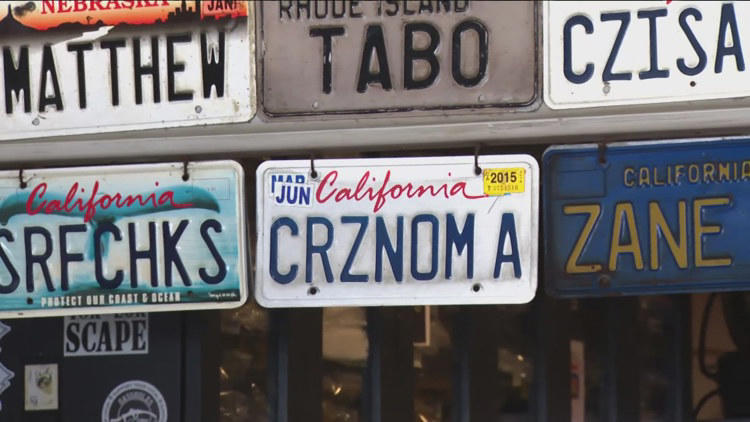 NEBRASKA JAN
MATTHEW
RHODE ISLAND
TABO
CZISA
California
SRFCHKS
PROTECT OUR COAST & OCEAN
JUN California 2015
CRZNOM A
CALIFORNIA
ZANE
SCAPE